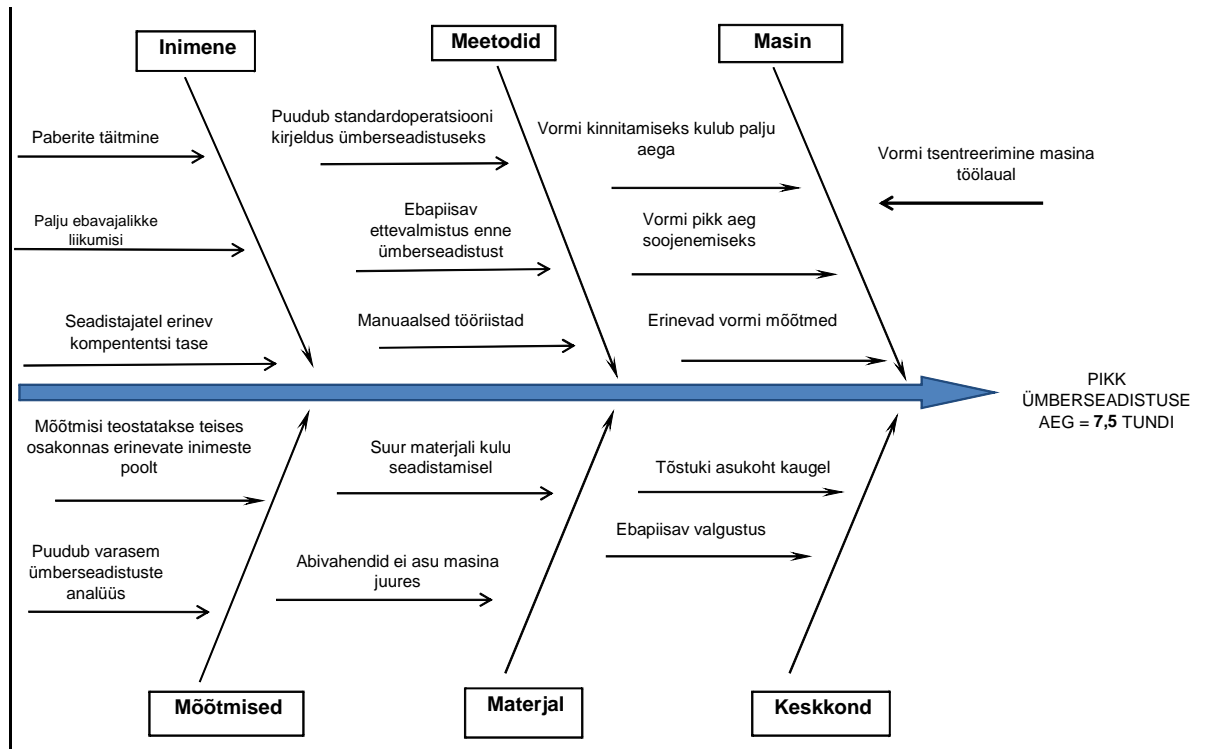 Inimene
Meetodid
Masin
Paberite täitmine
Puudub standardoperatsiooni
kirjeldus ümberseadistuseks
Vormi kinnitamiseks kulub palju
aega
Vormi tsentreerimine masina
töölaual
Palju ebavajalikke
liikumisi
Ebapiisav
ettevalmistus enne
ümberseadistust
Vormi pikk aeg
soojenemiseks
Seadistajatel erinev
kompententsi tase
Manuaalsed tööriistad
Erinevad vormi mõõtmed
PIKK
ÜMBERSEADISTUSE
AEG = 7,5 TUNDI
Mõõtmisi teostatakse teises
osakonnas erinevate inimeste
poolt
Suur materjali kulu
seadistamisel
Tõstuki asukoht kaugel
Puudub varasem
ümberseadistuste
analüüs
Abivahendid ei asu masina
juures
Ebapiisav valgustus
Mõõtmised
Materjal
Keskkond